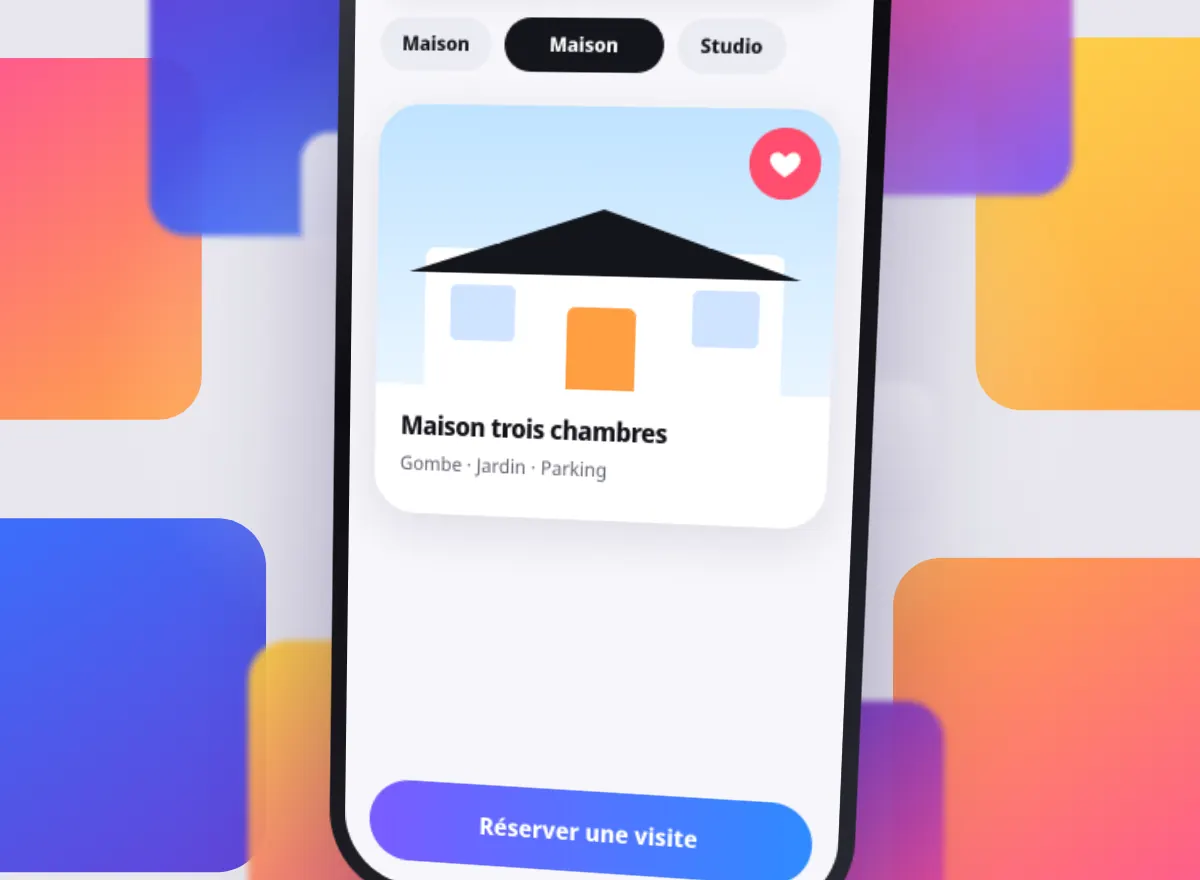 Maison
Maison
Studio
Maison trois chambres
Gombe · Jardin · Parking
Réserver une visite